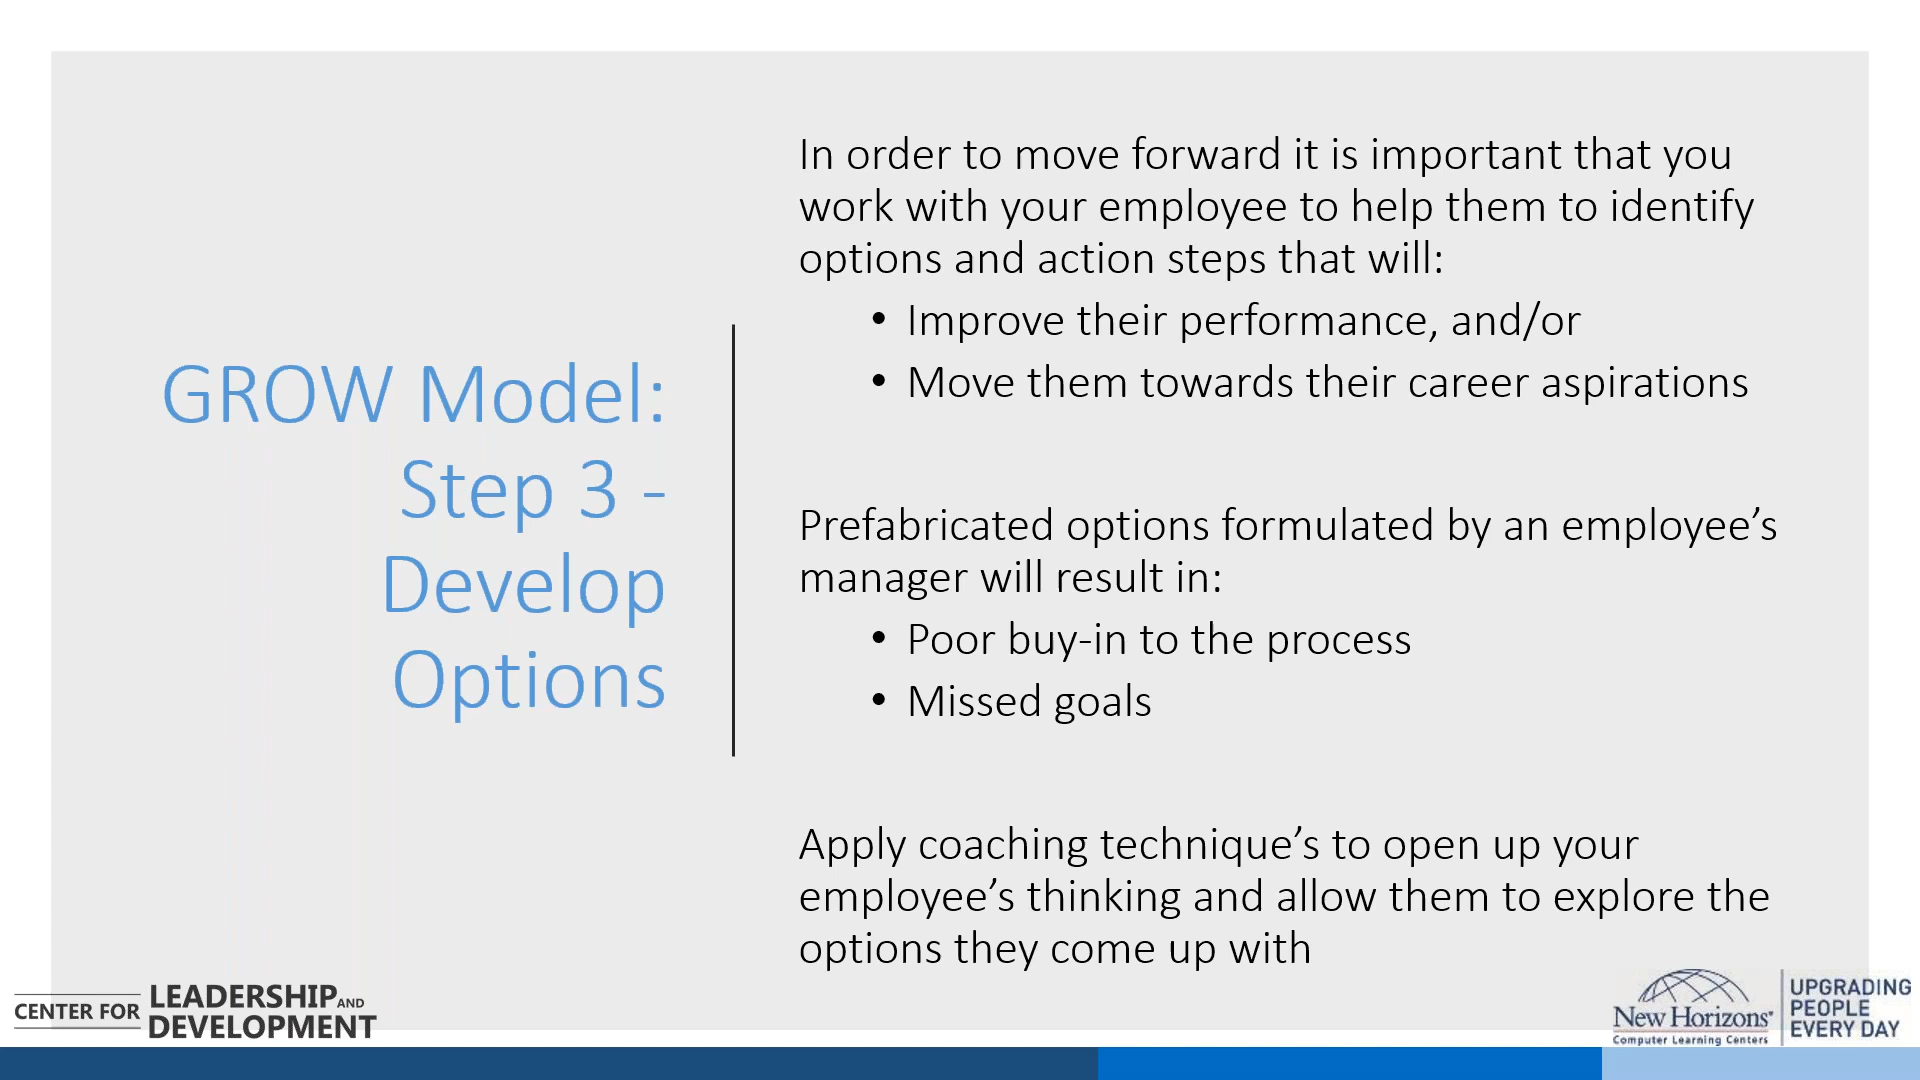 GROW Model:
Step 3 -
Develop
Options
In order to move forward it is important that you
work with your employee to help them to identify
options and action steps that will:
• Improve their performance, and/or
• Move them towards their career aspirations
Prefabricated options formulated by an employee’s
manager will result in:
• Poor buy-in to the process
• Missed goals
Apply coaching technique’s to open up your
employee’s thinking and allow them to explore the
options they come up with
CENTER FOR LEADERSHIP AND
DEVELOPMENT
New Horizons®
Computer Learning Centers
UPGRADING
PEOPLE
EVERY DAY